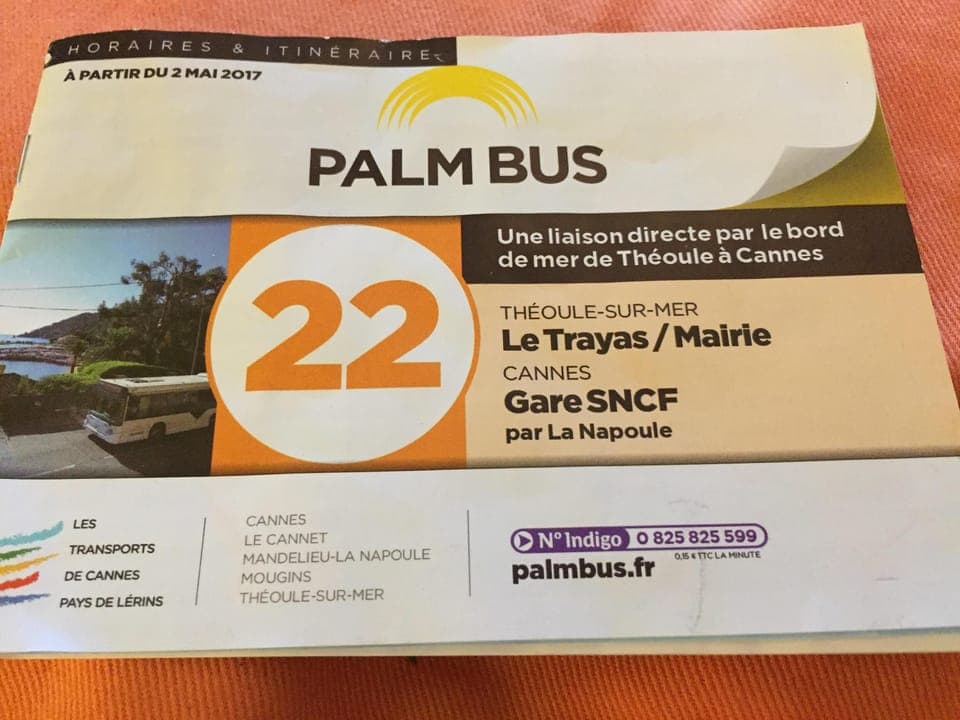 HORAIRES & ITINÉRAIRE
À PARTIR DU 2 MAI 2017
PALM BUS
22
Une liaison directe par le bord
de mer de Théoule à Cannes
THÉOULE-SUR-MER
Le Trayas / Mairie
CANNES
Gare SNCF
par La Napoule
LES
TRANSPORTS
DE CANNES
PAYS DE LÉRINS
CANNES
LE CANNET
MANDELIEU-LA NAPOULE
MOUGINS
THÉOULE-SUR-MER
N° Indigo 0 825 825 599
0,15 € TTC LA MINUTE
palmbus.fr